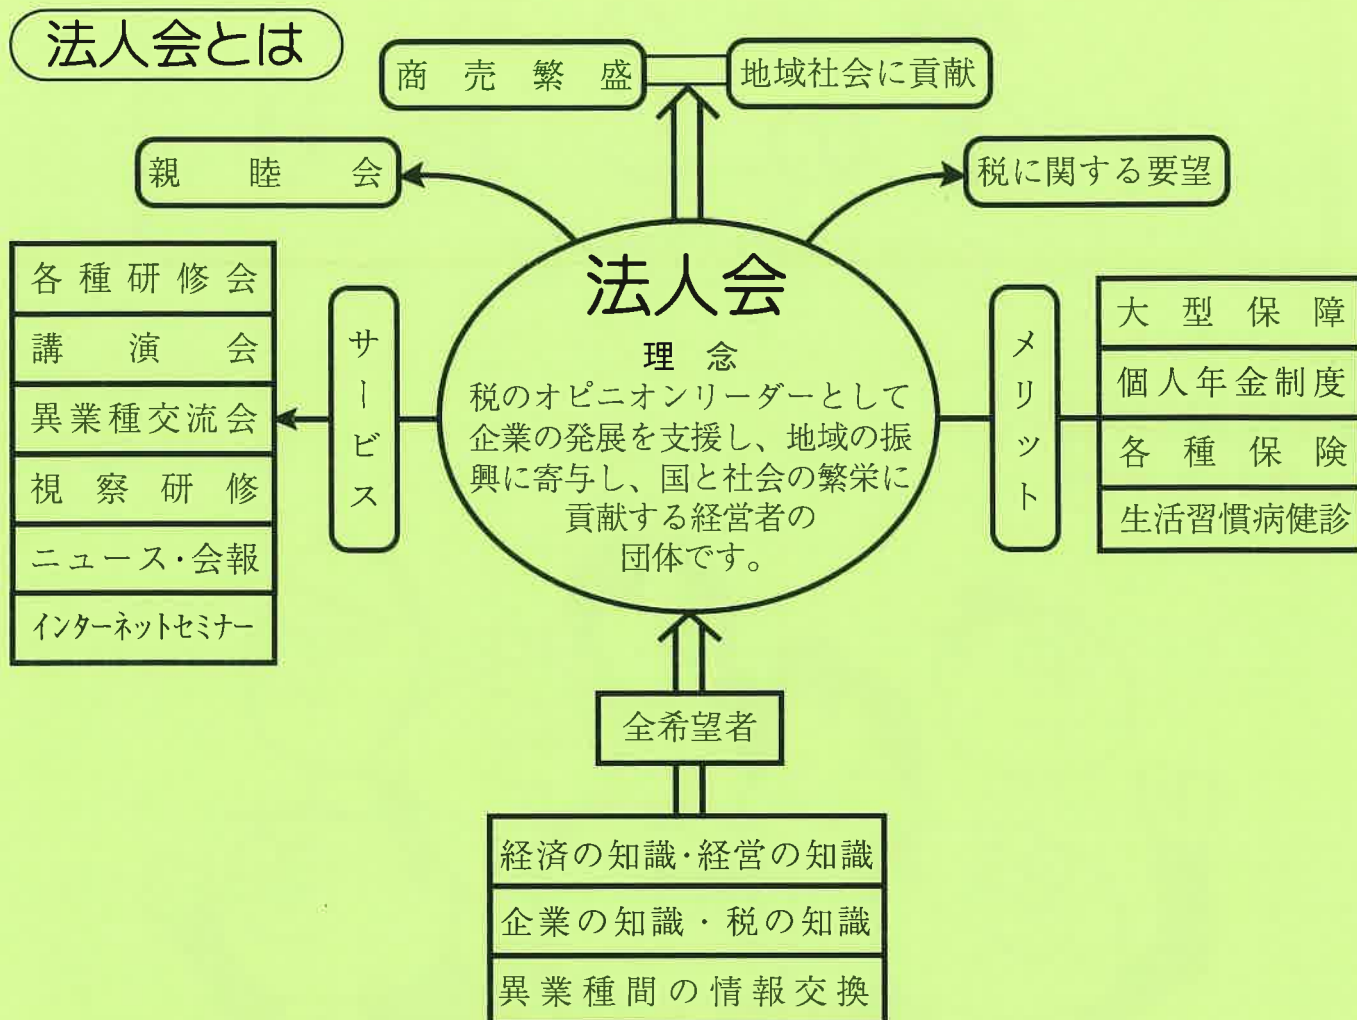 法人会とは
商売繁盛
地域社会に貢献
親睦会
税に関する要望
各種研修会
講演会
異業種交流会
視察研修
ニュース・会報
インターネットセミナー
サービス
法人会
理念
税のオピニオンリーダーとして
企業の発展を支援し、地域の振
興に寄与し、国と社会の繁栄に
貢献する経営者の
団体です。
メリット
大型保障
個人年金制度
各種保険
生活習慣病健診
全希望者
経済の知識・経営の知識
企業の知識・税の知識
異業種間の情報交換